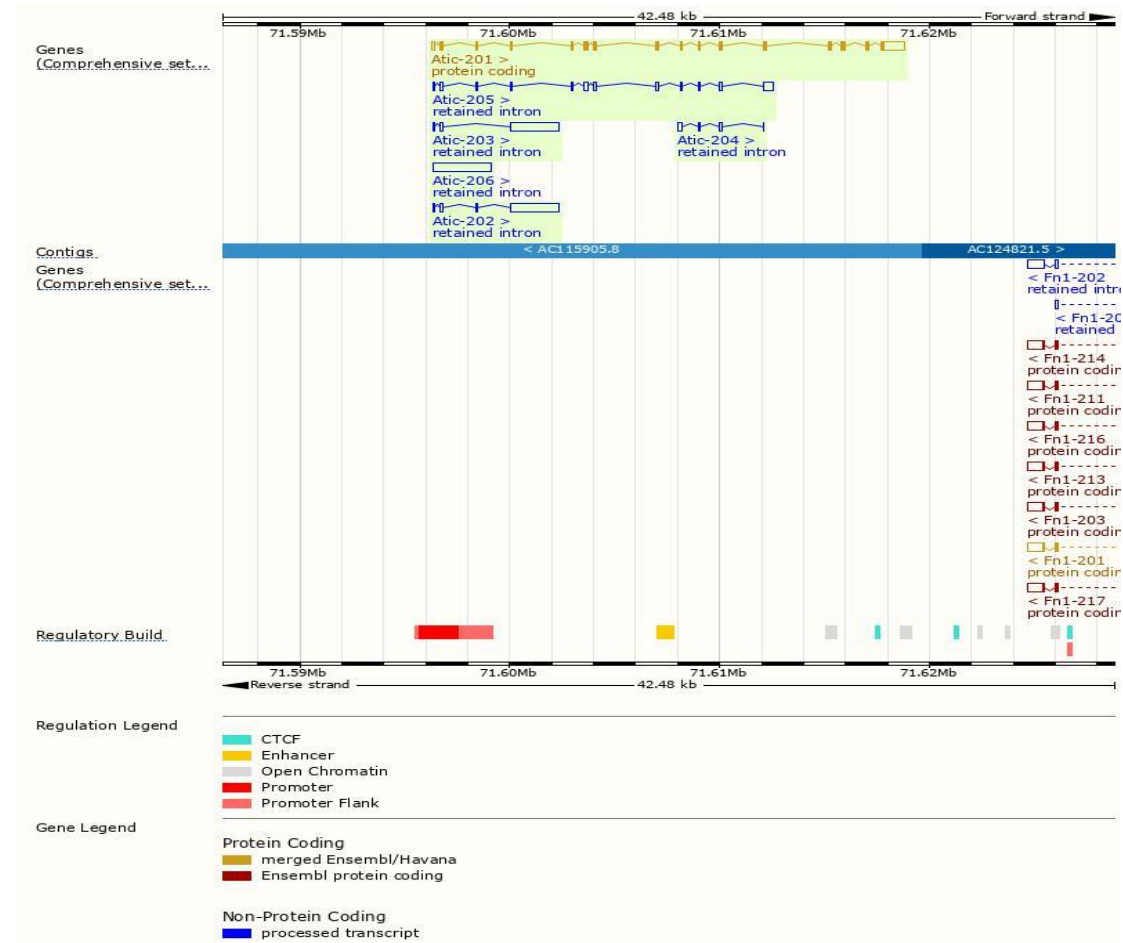 42.48 kb
Forward strand
71.59Mb 71.60Mb 71.61Mb 71.62Mb
Genes
(Comprehensive set...
Atic-201 >
protein coding
Atic-205 >
retained intron
Atic-203 > Atic-204 >
retained intron retained intron
Atic-206 >
retained intron
Atic-202 >
retained intron
Contigs
< AC115905.8 AC124821.5 >
Genes
(Comprehensive set...
< Fn1-202
retained intr
< Fn1-20
retained
< Fn1-214
protein codin
< Fn1-211
protein codin
< Fn1-216
protein codin
< Fn1-213
protein codin
< Fn1-203
protein codin
< Fn1-201
protein codin
< Fn1-217
protein codin
Regulatory Build
71.59Mb 71.60Mb 71.61Mb 71.62Mb
Reverse strand 42.48 kb
Regulation Legend
CTCF
Enhancer
Open Chromatin
Promoter
Promoter Flank
Gene Legend
Protein Coding
merged Ensembl/Havana
Ensembl protein coding
Non-Protein Coding
processed transcript